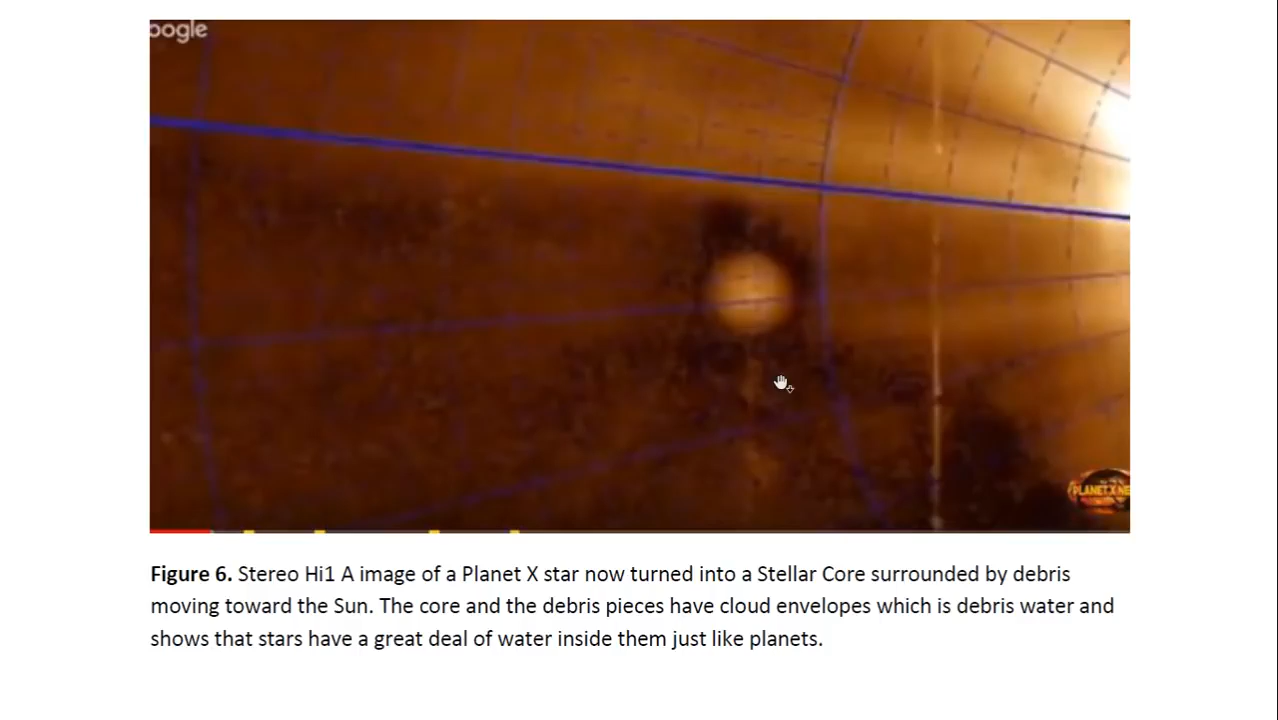 oogle
PLANET X NE
Figure 6. Stereo Hi1 A image of a Planet X star now turned into a Stellar Core surrounded by debris
moving toward the Sun. The core and the debris pieces have cloud envelopes which is debris water and
shows that stars have a great deal of water inside them just like planets.